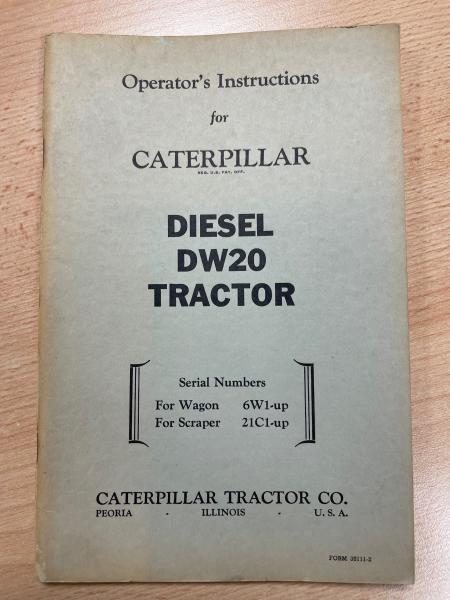 Operator's Instructions
for
CATERPILLAR
REG. U.S. PAT. OFF.
DIESEL
DW20
TRACTOR
Serial Numbers
For Wagon 6W1-up
For Scraper 21C1-up
CATERPILLAR TRACTOR CO.
PEORIA - ILLINOIS - U. S. A.
FORM 30111-2